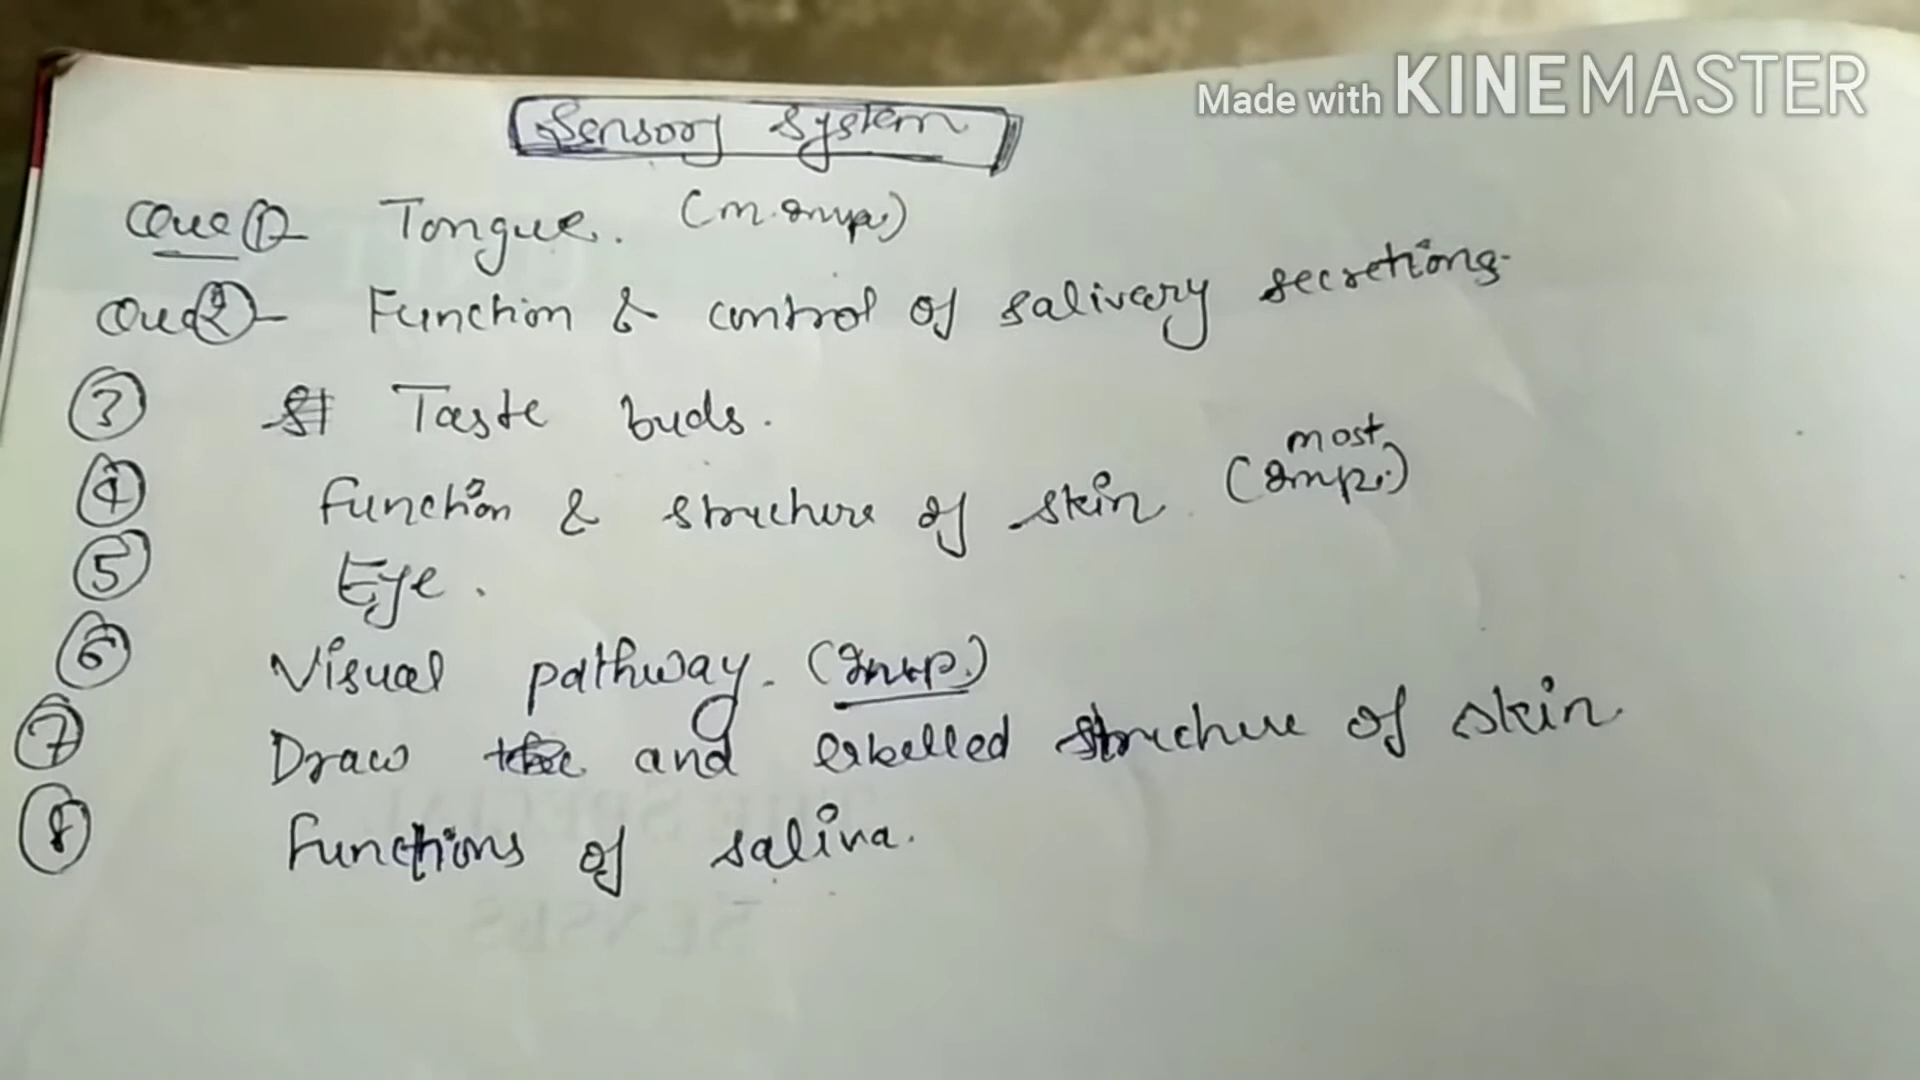 Made with KINEMASTER
Sensory System
Que ① Tongue. (m. Imp.)
Que ②- Function & control of salivary secretions.
③ Taste buds.
④ Function & structure of skin (most Imp.)
⑤ Eye.
⑥ Visual pathway. (Imp.)
⑦ Draw and labelled structure of skin
⑧ Functions of saliva.